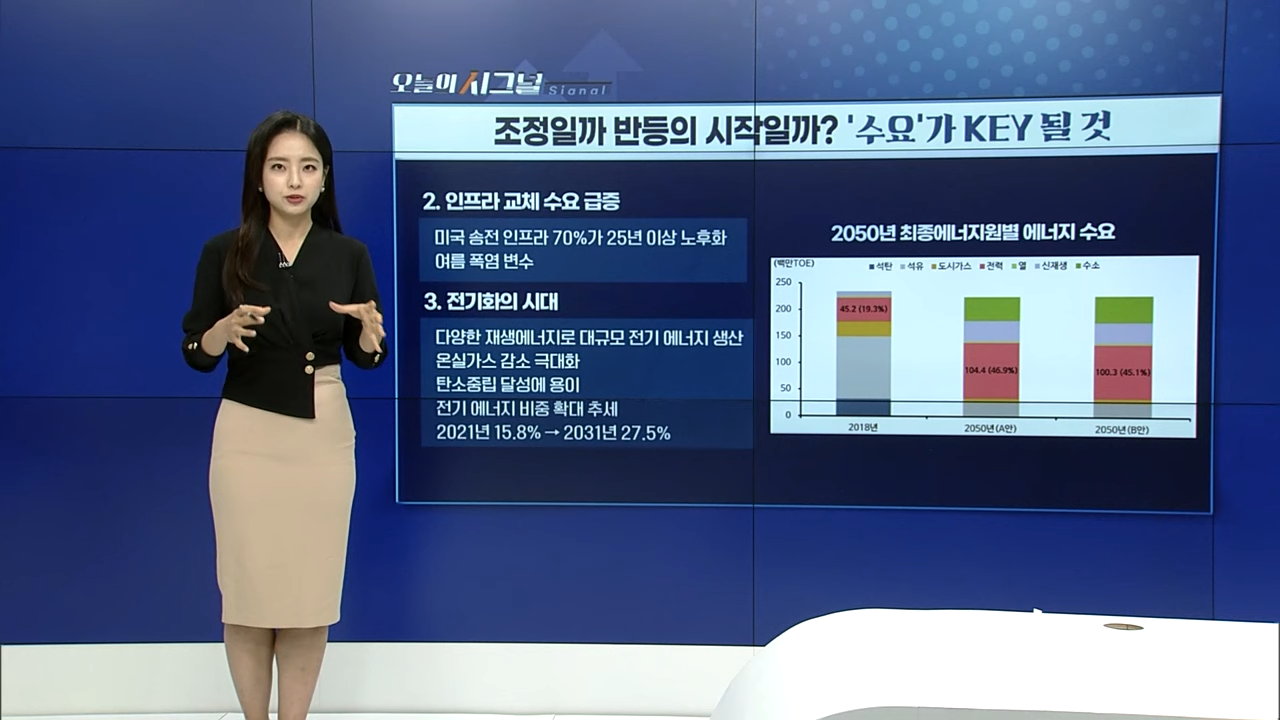 오늘의 시그널
Signal
조정일까 반등의 시작일까? '수요'가 KEY 될 것
2. 인프라 교체 수요 급증
미국 송전 인프라 70%가 25년 이상 노후화
여름 폭염 변수
3. 전기화의 시대
다양한 재생에너지로 대규모 전기 에너지 생산
온실가스 감소 극대화
탄소중립 달성에 용이
전기 에너지 비중 확대 추세
2021년 15.8% → 2031년 27.5%
2050년 최종에너지원별 에너지 수요
(백만TOE)
석탄 석유 도시가스 전력 열 신재생 수소
250
200
150
100
50
0
45.2 (19.3%)
104.4 (46.9%)
100.3 (45.1%)
2018년 2050년(A안) 2050년(B안)